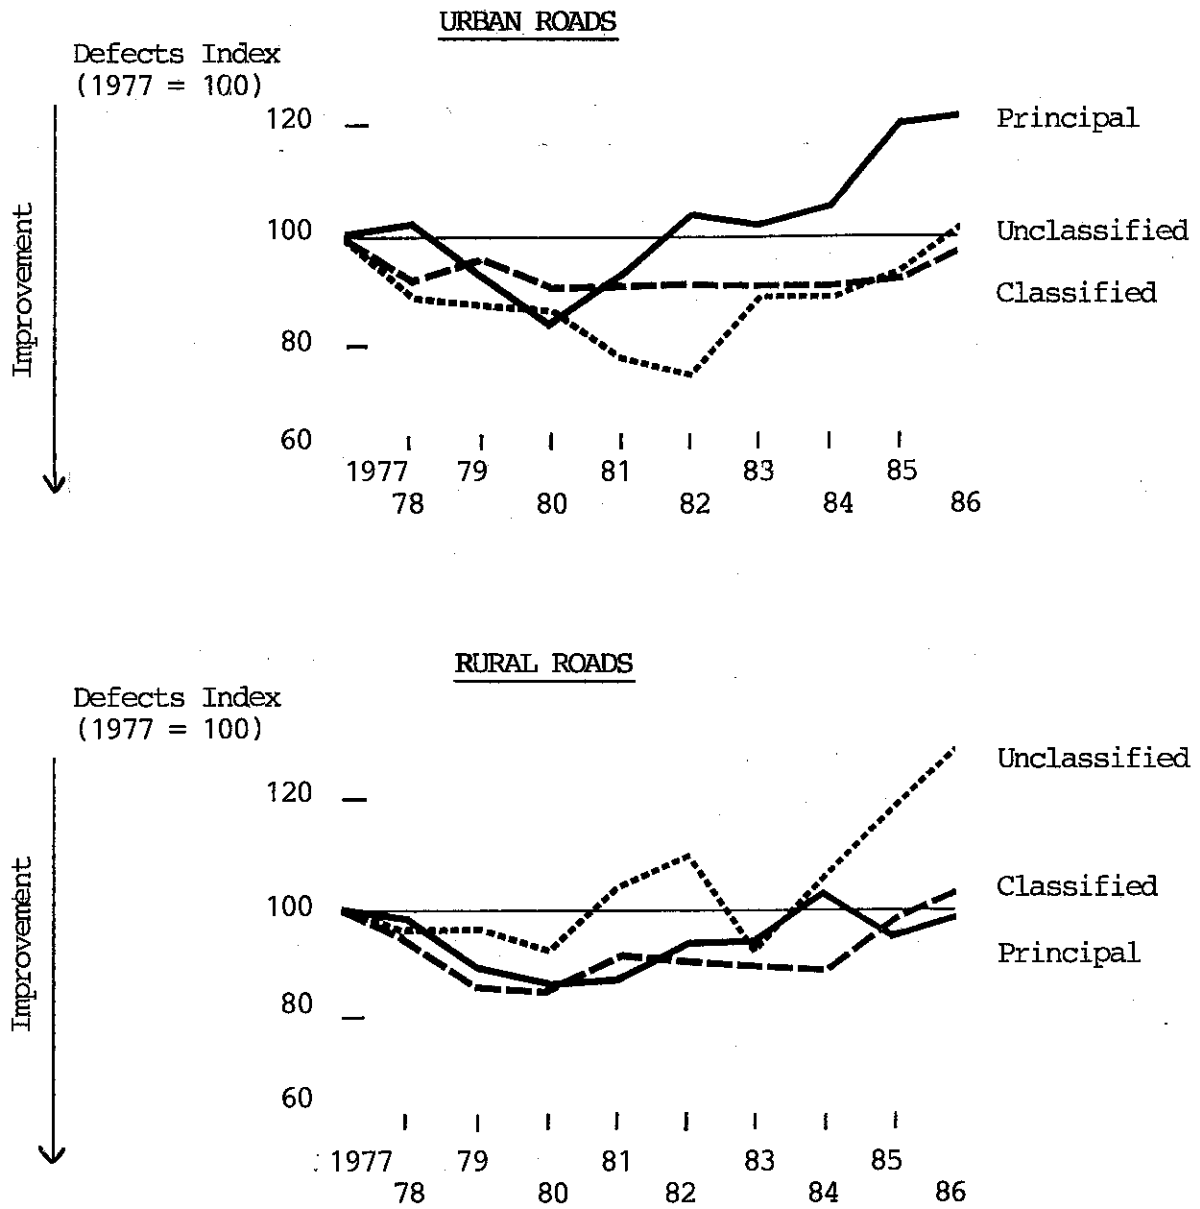 URBAN ROADS
Defects Index
(1977 = 100)
Improvement
120
100
80
60
Principal
Unclassified
Classified
1977 79 81 83 85
78 80 82 84 86
RURAL ROADS
Defects Index
(1977 = 100)
Improvement
120
100
80
60
Unclassified
Classified
Principal
1977 79 81 83 85
78 80 82 84 86